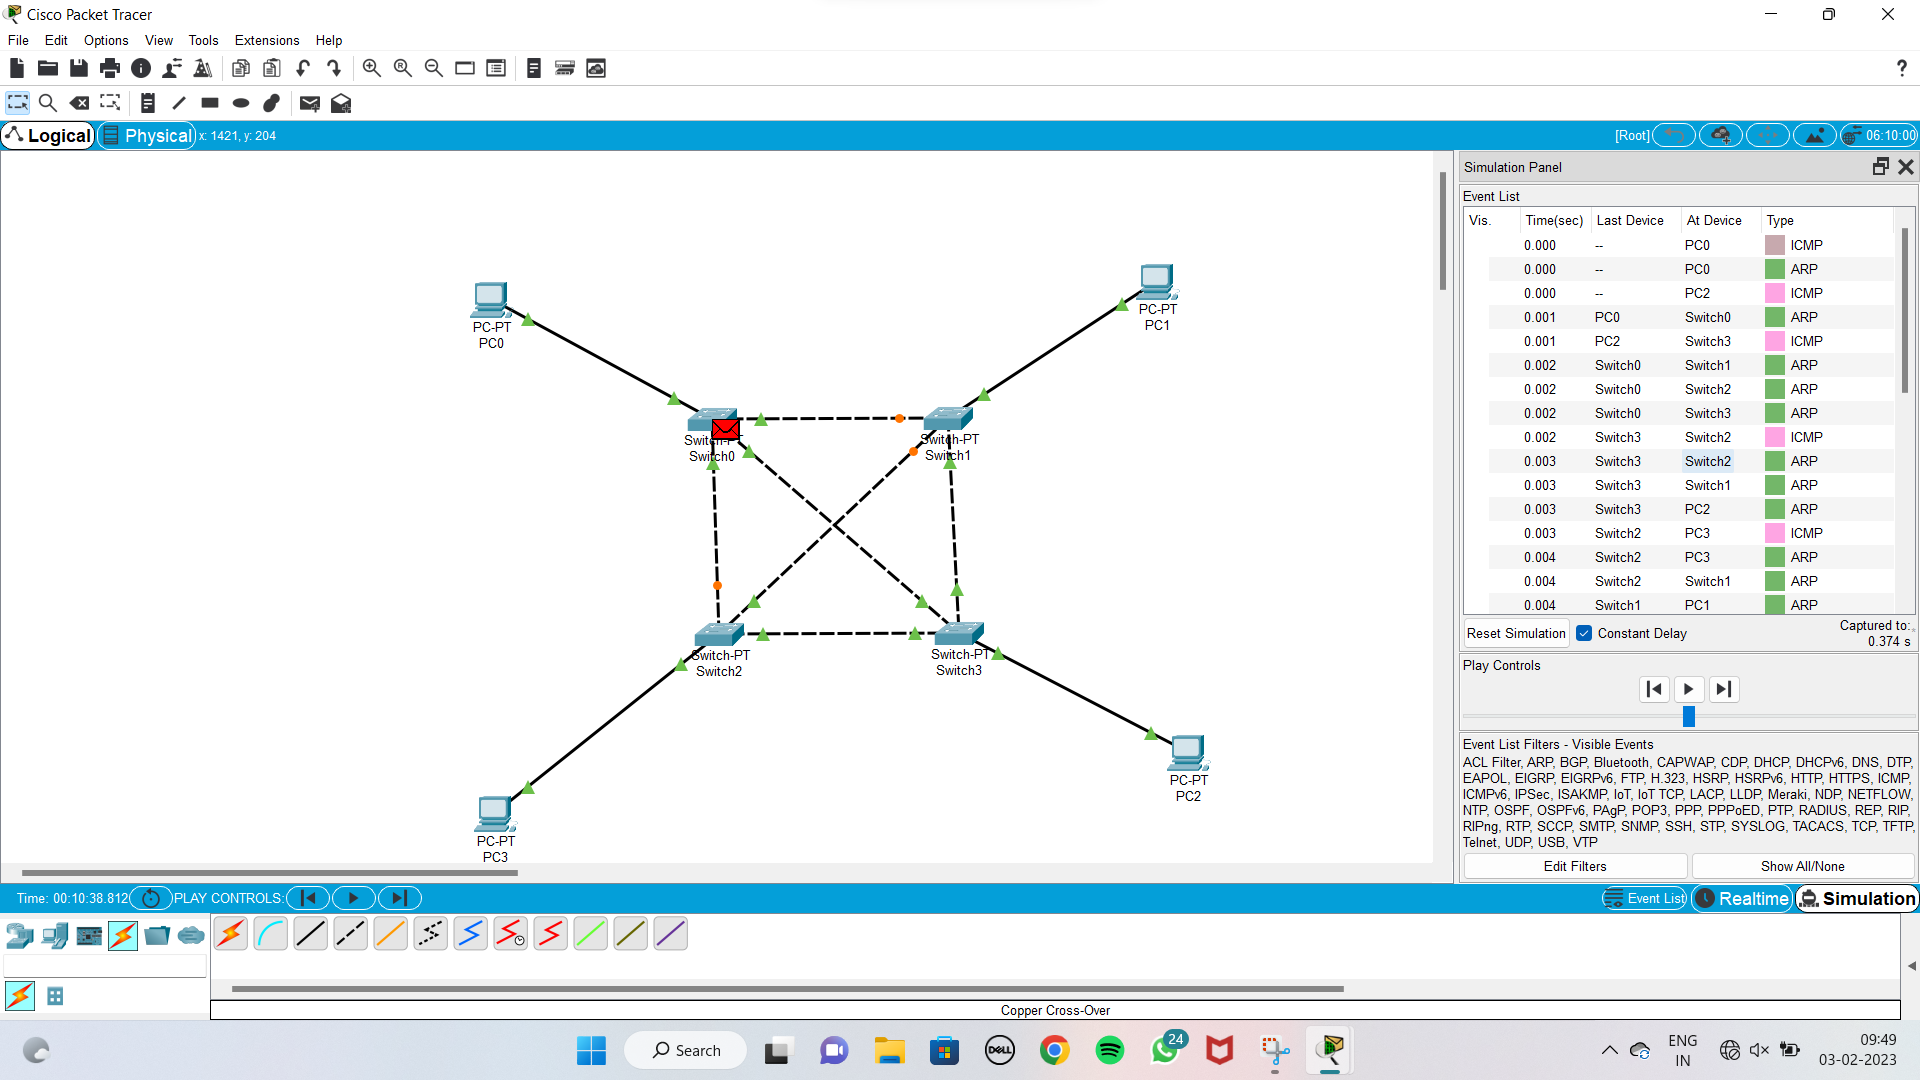 Cisco Packet Tracer
File Edit Options View Tools Extensions Help
?
Logical Physical x: 1421, y: 204 [Root] 06:10:00
PC-PT
PC0
PC-PT
PC1
Switch-PT
Switch0
Switch-PT
Switch1
Switch-PT
Switch2
Switch-PT
Switch3
PC-PT
PC2
PC-PT
PC3
Simulation Panel
Event List
Vis. Time(sec) Last Device At Device Type
0.000 -- PC0 ICMP
0.000 -- PC0 ARP
0.000 -- PC2 ICMP
0.001 PC0 Switch0 ARP
0.001 PC2 Switch3 ICMP
0.002 Switch0 Switch1 ARP
0.002 Switch0 Switch2 ARP
0.002 Switch0 Switch3 ARP
0.002 Switch3 Switch2 ICMP
0.003 Switch3 Switch2 ARP
0.003 Switch3 Switch1 ARP
0.003 Switch3 PC2 ARP
0.003 Switch2 PC3 ICMP
0.004 Switch2 PC3 ARP
0.004 Switch2 Switch1 ARP
0.004 Switch1 PC1 ARP
Reset Simulation Constant Delay Captured to:
0.374 s
Play Controls
Event List Filters - Visible Events
ACL Filter, ARP, BGP, Bluetooth, CAPWAP, CDP, DHCP, DHCPv6, DNS, DTP,
EAPOL, EIGRP, EIGRPv6, FTP, H.323, HSRP, HSRPv6, HTTP, HTTPS, ICMP,
ICMPv6, IPSec, ISAKMP, IoT, IoT TCP, LACP, LLDP, Meraki, NDP, NETFLOW,
NTP, OSPF, OSPFv6, PAgP, POP3, PPP, PPPoED, PTP, RADIUS, REP, RIP,
RIPng, RTP, SCCP, SMTP, SNMP, SSH, STP, SYSLOG, TACACS, TCP, TFTP,
Telnet, UDP, USB, VTP
Edit Filters Show All/None
Time: 00:10:38.812 PLAY CONTROLS: Event List Realtime Simulation
Copper Cross-Over
Search DELL 24 ENG
IN
09:49
03-02-2023